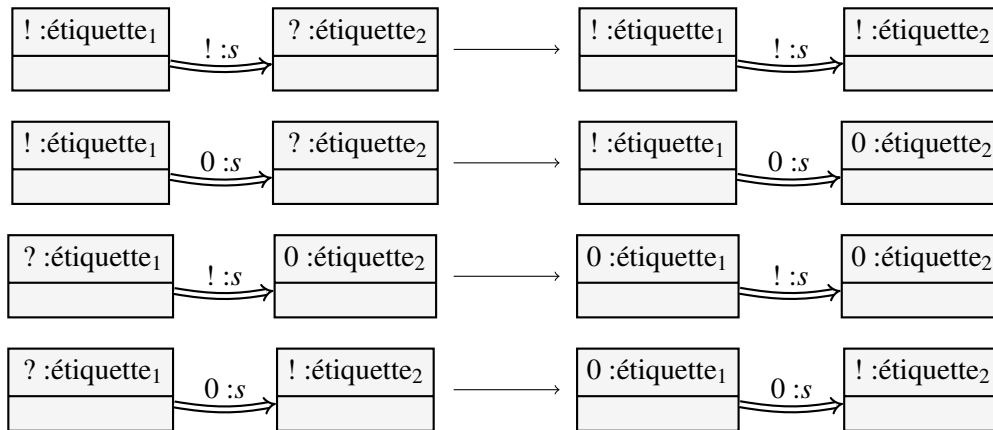 ! :étiquette₁ ! :s ? :étiquette₂ ! :étiquette₁ ! :s ! :étiquette₂
! :étiquette₁ 0 :s ? :étiquette₂ ! :étiquette₁ 0 :s 0 :étiquette₂
? :étiquette₁ ! :s 0 :étiquette₂ 0 :étiquette₁ ! :s 0 :étiquette₂
? :étiquette₁ 0 :s ! :étiquette₂ 0 :étiquette₁ 0 :s ! :étiquette₂